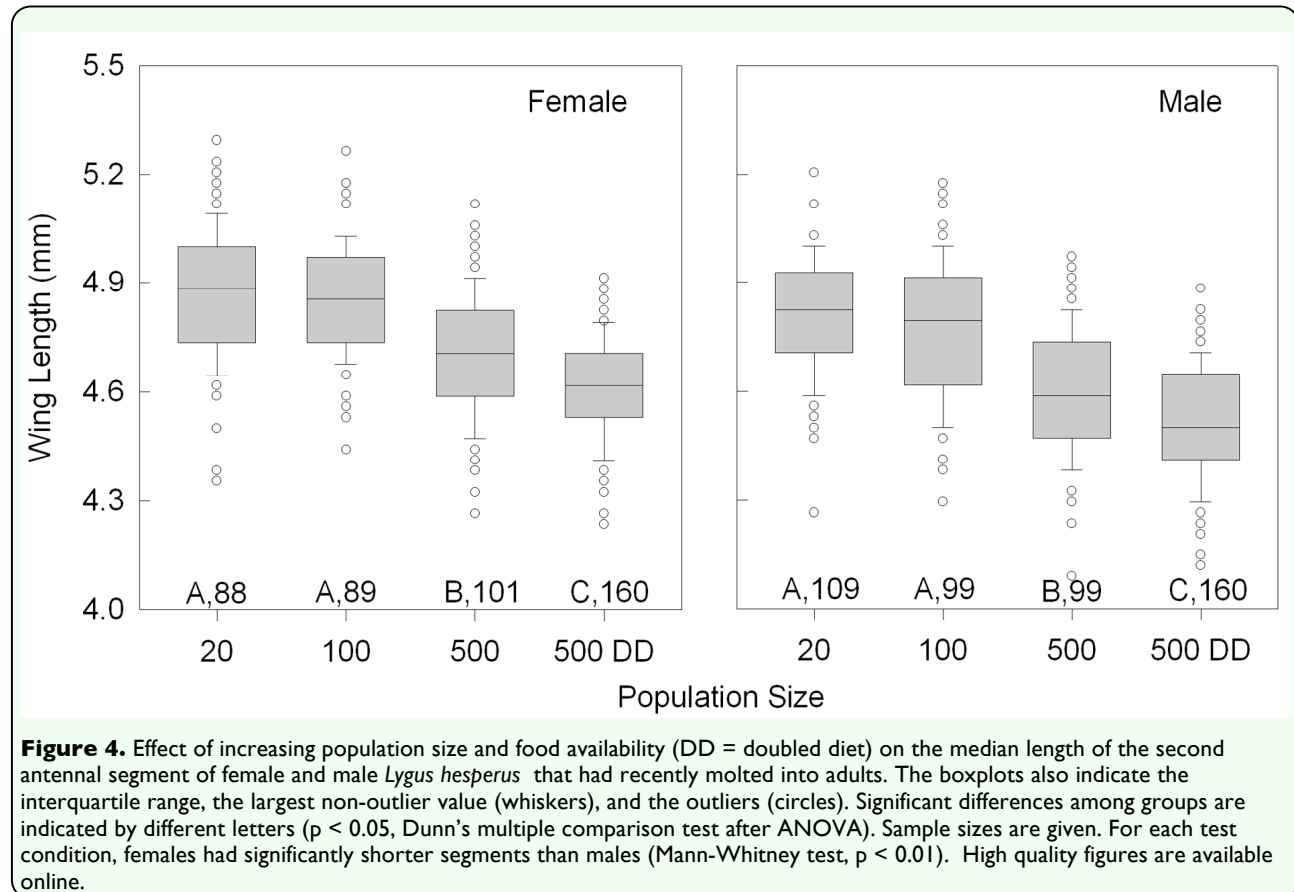 Female
Male
Wing Length (mm)
5.5
5.2
4.9
4.6
4.3
4.0
A,88 A,89 B,101 C,160
A,109 A,99 B,99 C,160
20 100 500 500 DD
20 100 500 500 DD
Population Size
Figure 4. Effect of increasing population size and food availability (DD = doubled diet) on the median length of the second
antennal segment of female and male Lygus hesperus that had recently molted into adults. The boxplots also indicate the
interquartile range, the largest non-outlier value (whiskers), and the outliers (circles). Significant differences among groups are
indicated by different letters (p < 0.05, Dunn's multiple comparison test after ANOVA). Sample sizes are given. For each test
condition, females had significantly shorter segments than males (Mann-Whitney test, p < 0.01). High quality figures are available
online.